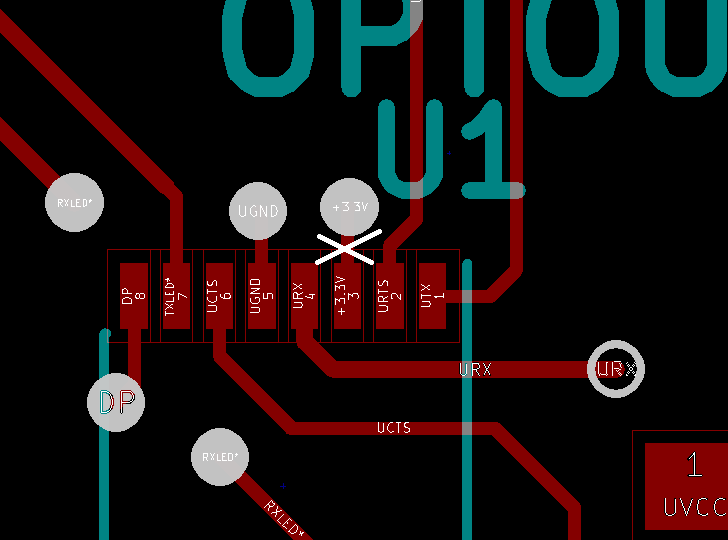 OPTOU
U1
RXLED*
UGND
+3.3V
DP
8
TXLED*
7
UCTS
6
UGND
5
URX
4
+3.3V
3
URTS
2
UTX
1
URX
URX
DP
UCTS
RXLED*
RXLED*
1
UVCC